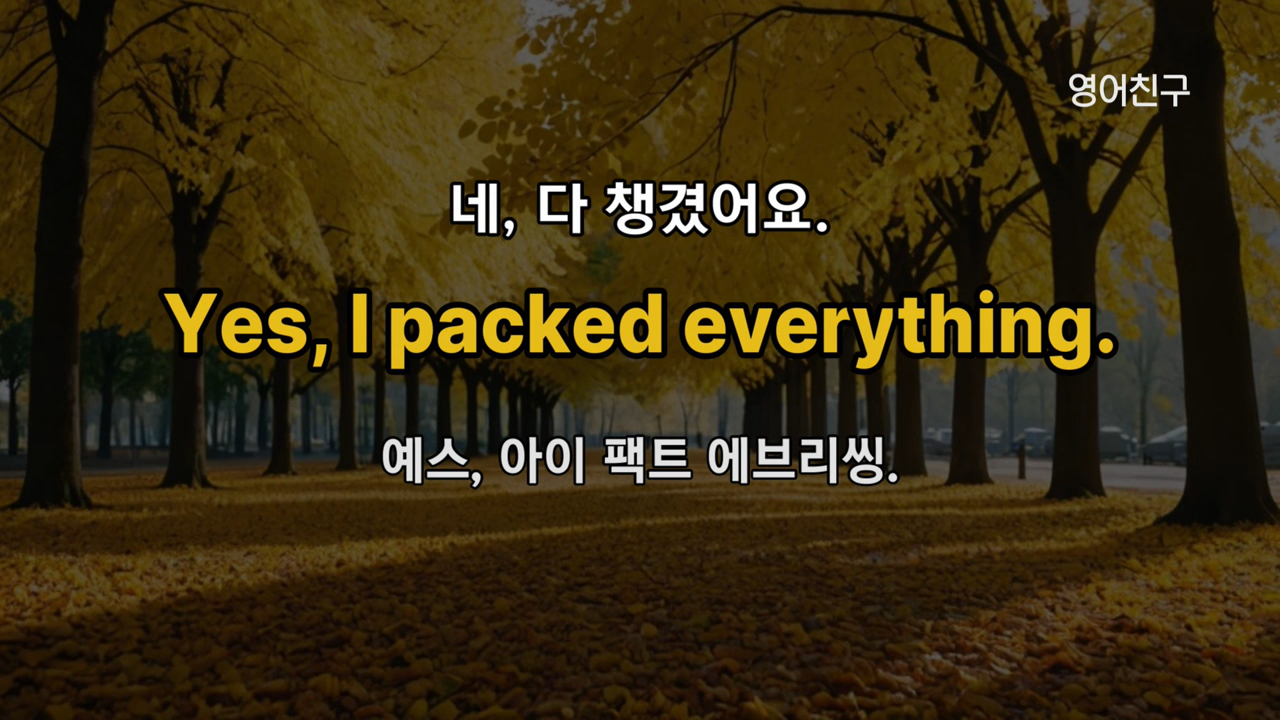 영어친구
네, 다 챙겼어요.
Yes, I packed everything.
예스, 아이 팩트 에브리씽.